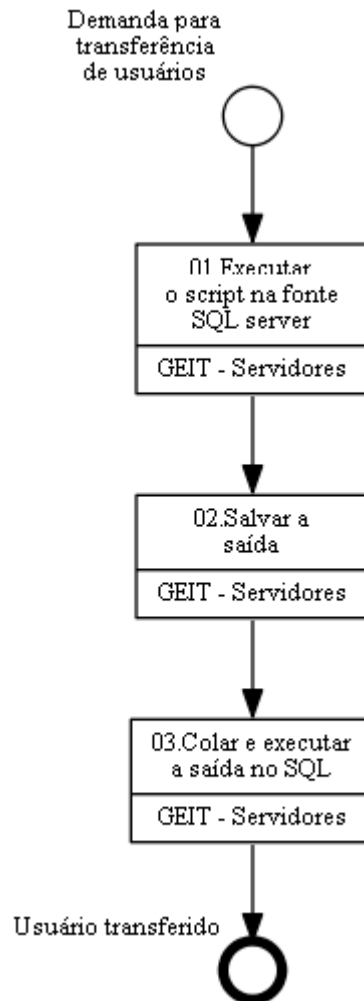 Demanda para
transferência
de usuários
01.Executar
o script na fonte
SQL server
GEIT - Servidores
02.Salvar a
saída
GEIT - Servidores
03.Colar e executar
a saída no SQL
GEIT - Servidores
Usuário transferido